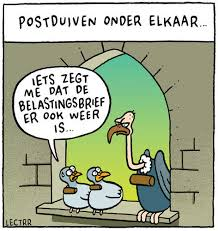 POSTDUIVEN ONDER ELKAAR...
IETS ZEGT
ME DAT DE
BELASTINGSBRIEF
ER OOK WEER
IS...
LECTRR